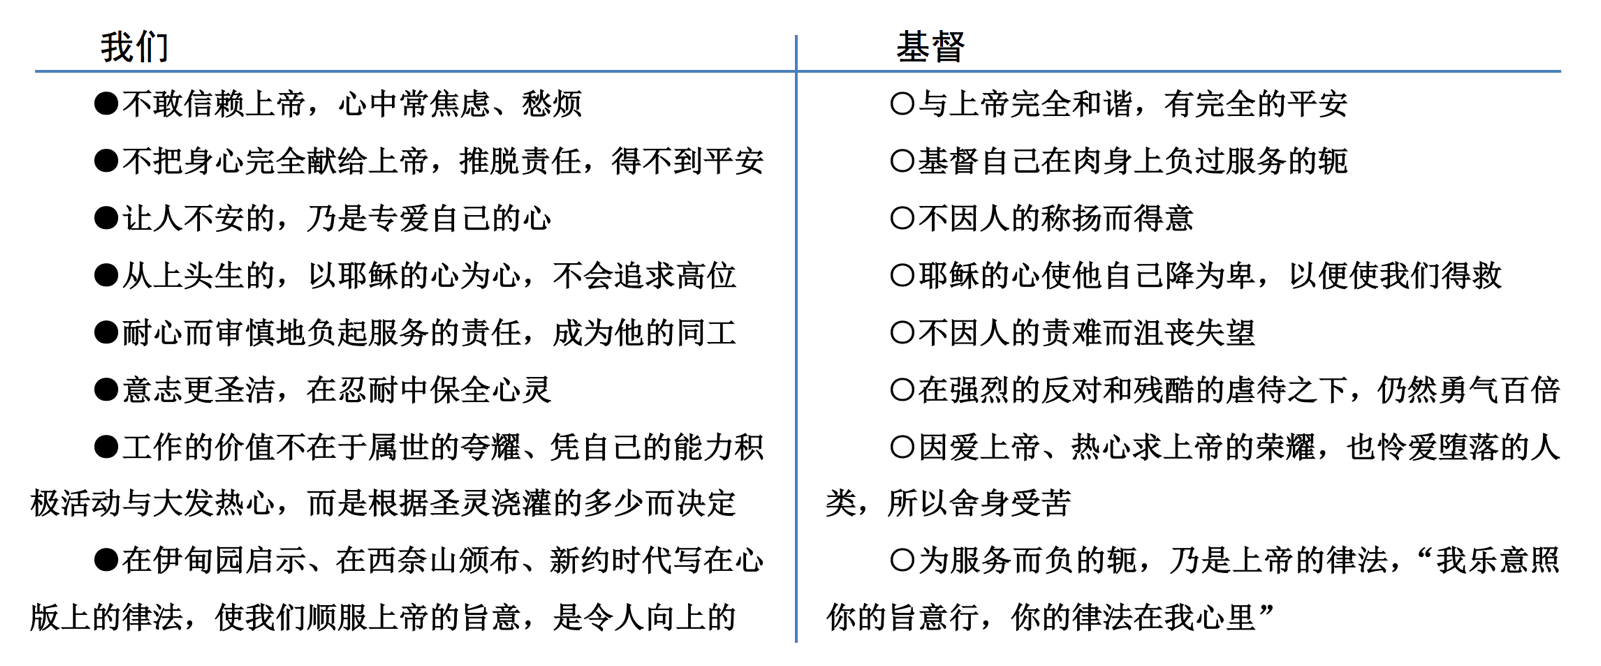 我们
●不敢信赖上帝，心中常焦虑、愁烦
●不把身心完全献给上帝，推脱责任，得不到平安
●让人不安的，乃是专爱自己的心
●从上头生的，以耶稣的心为心，不会追求高位
●耐心而审慎地负起服务的责任，成为他的同工
●意志更圣洁，在忍耐中保全心灵
●工作的价值不在于属世的夸耀、凭自己的能力积
极活动与大发热心，而是根据圣灵浇灌的多少而决定
●在伊甸园启示、在西奈山颁布、新约时代写在心
版上的律法，使我们顺服上帝的旨意，是令人向上的
基督
○与上帝完全和谐，有完全的平安
○基督自己在肉身上负过服务的轭
○不因人的称扬而得意
○耶稣的心使他自己降为卑，以便使我们得救
○不因人的责难而沮丧失望
○在强烈的反对和残酷的虐待之下，仍然勇气百倍
○因爱上帝、热心求上帝的荣耀，也怜爱堕落的人
类，所以舍身受苦
○为服务而负的轭，乃是上帝的律法，“我乐意照
你的旨意行，你的律法在我心里”